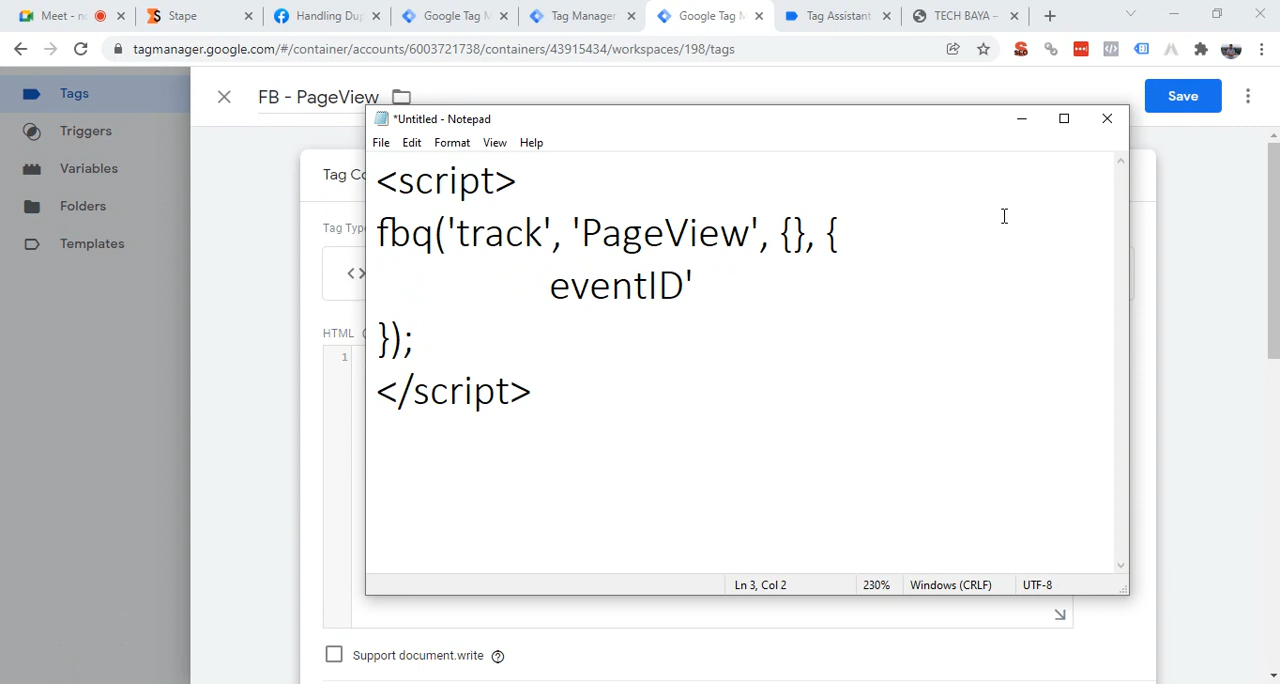 Meet - n
Stape
Handling Dup
Google Tag M
Tag Manager
Google Tag M
Tag Assistant
TECH BAYA -
tagmanager.google.com/#/container/accounts/6003721738/containers/43915434/workspaces/198/tags
SEO
Tags
Triggers
Variables
Folders
Templates
FB - PageView
Save
Tag Co
Tag Type
<>
HTML
1
*Untitled - Notepad
File Edit Format View Help
<script>
fbq('track', 'PageView', {}, {
eventID'
});
</script>
Ln 3, Col 2
230%
Windows (CRLF)
UTF-8
Support document.write